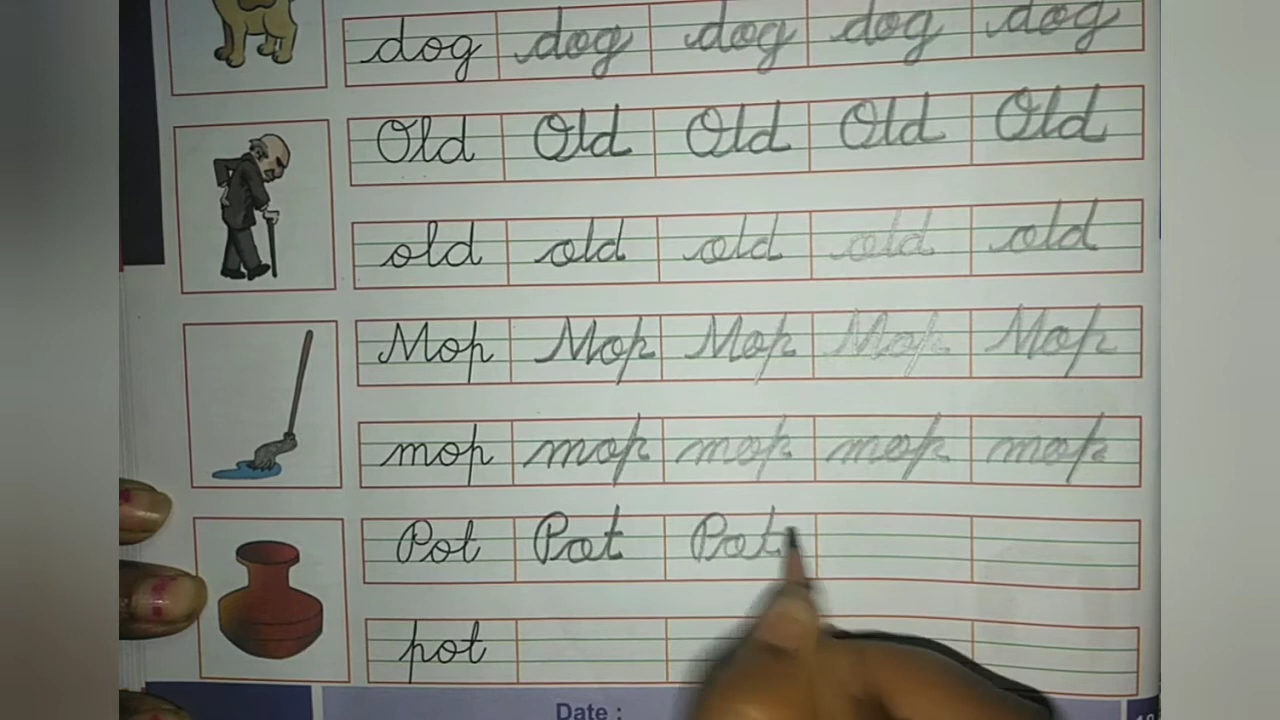 dog dog dog dog dog
Old Old Old Old Old
old old old old old
Mop Mop Mop Mop Mop
mop mop mop mop mop
Pot Pot Pot
pot
Date :